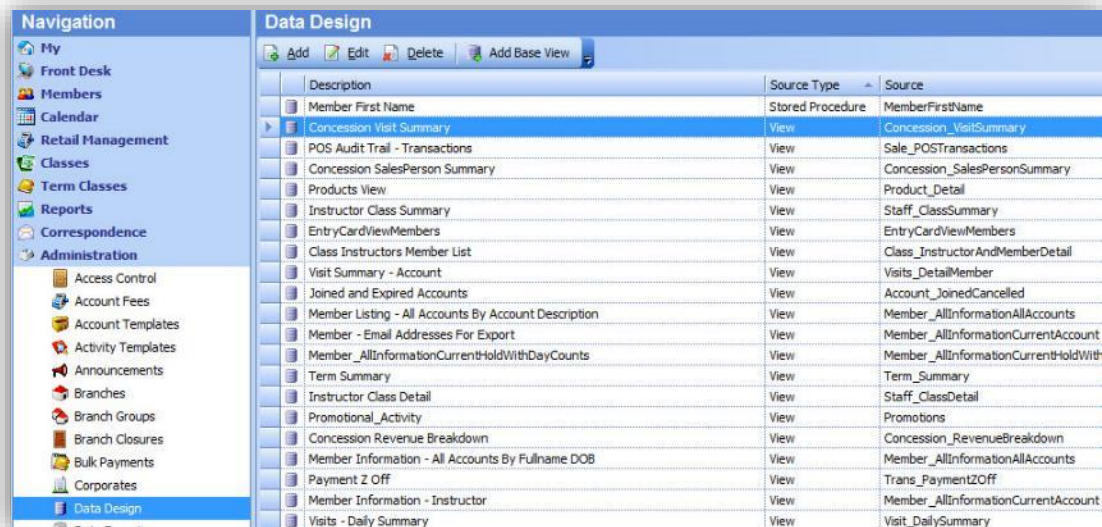 Navigation
Data Design
My
Front Desk
Members
Calendar
Retail Management
Classes
Term Classes
Reports
Correspondence
Administration
Access Control
Account Fees
Account Templates
Activity Templates
Announcements
Branches
Branch Groups
Branch Closures
Bulk Payments
Corporates
Data Design
Add Edit Delete Add Base View
Description Source Type Source
Member First Name Stored Procedure MemberFirstName
Concession Visit Summary View Concession_VisitSummary
POS Audit Trail - Transactions View Sale_POSTransactions
Concession SalesPerson Summary View Concession_SalesPersonSummary
Products View View Product_Detail
Instructor Class Summary View Staff_ClassSummary
EntryCardViewMembers View EntryCardViewMembers
Class Instructors Member List View Class_InstructorAndMemberDetail
Visit Summary - Account View Visits_DetailMember
Joined and Expired Accounts View Account_JoinedCancelled
Member Listing - All Accounts By Account Description View Member_AllInformationAllAccounts
Member - Email Addresses For Export View Member_AllInformationCurrentAccount
Member_AllInformationCurrentHoldWithDayCounts View Member_AllInformationCurrentHoldWith
Term Summary View Term_Summary
Instructor Class Detail View Staff_ClassDetail
Promotional_Activity View Promotions
Concession Revenue Breakdown View Concession_RevenueBreakdown
Member Information - All Accounts By Fullname DOB View Member_AllInformationAllAccounts
Payment Z Off View Trans_PaymentZOff
Member Information - Instructor View Member_AllInformationCurrentAccount
Visits - Daily Summary View Visit_DailySummary